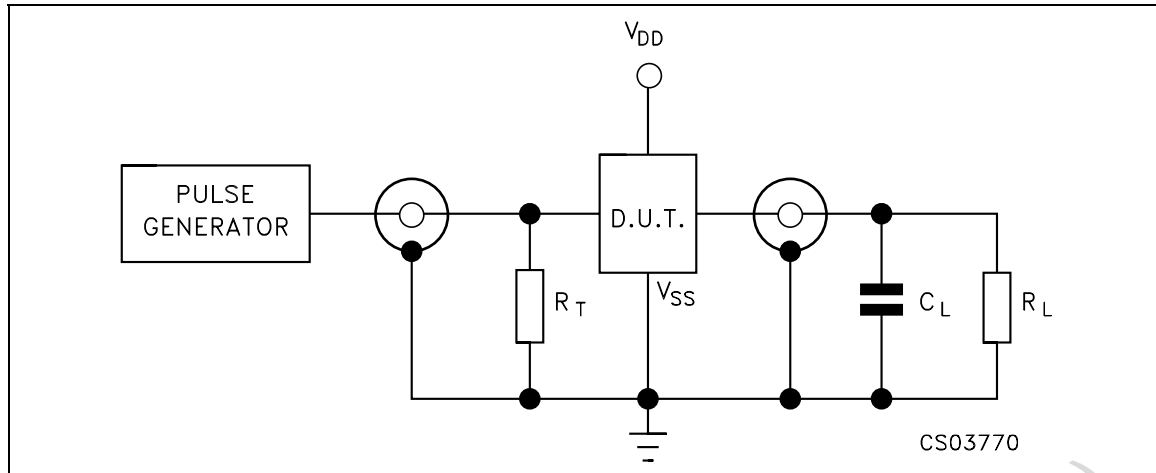 VDD
PULSE
GENERATOR
D.U.T.
VSS
RT
CL
RL
CS03770